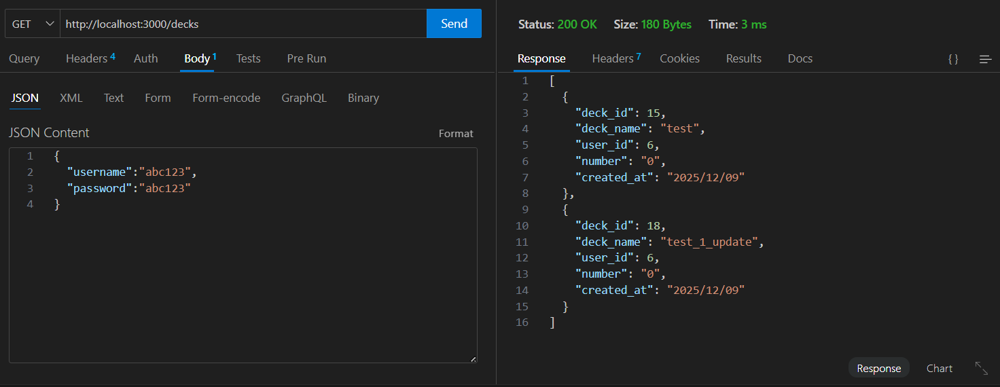 GET http://localhost:3000/decks Send
Query Headers 4 Auth Body 1 Tests Pre Run
JSON XML Text Form Form-encode GraphQL Binary
JSON Content Format
1 {
2 "username":"abc123",
3 "password":"abc123"
4 }
Status: 200 OK Size: 180 Bytes Time: 3 ms
Response Headers 7 Cookies Results Docs { }
1 [
2 {
3 "deck_id": 15,
4 "deck_name": "test",
5 "user_id": 6,
6 "number": "0",
7 "created_at": "2025/12/09"
8 },
9 {
10 "deck_id": 18,
11 "deck_name": "test_1_update",
12 "user_id": 6,
13 "number": "0",
14 "created_at": "2025/12/09"
15 }
16 ]
Response Chart